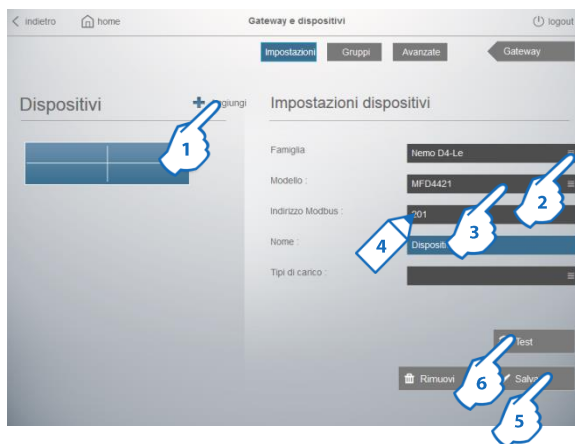 indietro home Gateway e dispositivi logout
Impostazioni Gruppi Avanzate Gateway
Dispositivi
Impostazioni dispositivi
1
Famiglia Nemo D4-Le
2
Modello : MFD4421
3
Indirizzo Modbus : 201
4
Nome :
Tipi di carico :
Test
6
Rimuovi
5